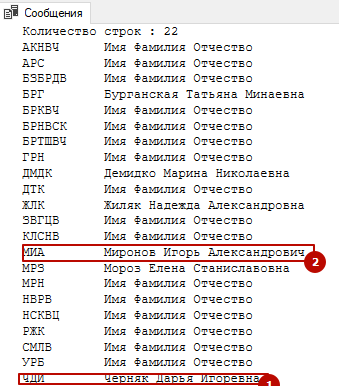 Сообщения
Количество строк : 22
АКНВЧ Имя Фамилия Отчество
АРС Имя Фамилия Отчество
БЗБРДВ Имя Фамилия Отчество
БРГ Бурганская Татьяна Минаевна
БРКВЧ Имя Фамилия Отчество
БРНВСК Имя Фамилия Отчество
БРТШВЧ Имя Фамилия Отчество
ГРН Имя Фамилия Отчество
ДМДК Демидко Марина Николаевна
ДТК Имя Фамилия Отчество
ЖЛК Жиляк Надежда Александровна
ЗВГЦВ Имя Фамилия Отчество
КЛСНВ Имя Фамилия Отчество
МИА Миронов Игорь Александрович
2
МРЗ Мороз Елена Станиславовна
МРН Имя Фамилия Отчество
НВРВ Имя Фамилия Отчество
НСКВЦ Имя Фамилия Отчество
РЖК Имя Фамилия Отчество
СМЛВ Имя Фамилия Отчество
УРБ Имя Фамилия Отчество
ЧДИ Черняк Дарья Игоревна
1